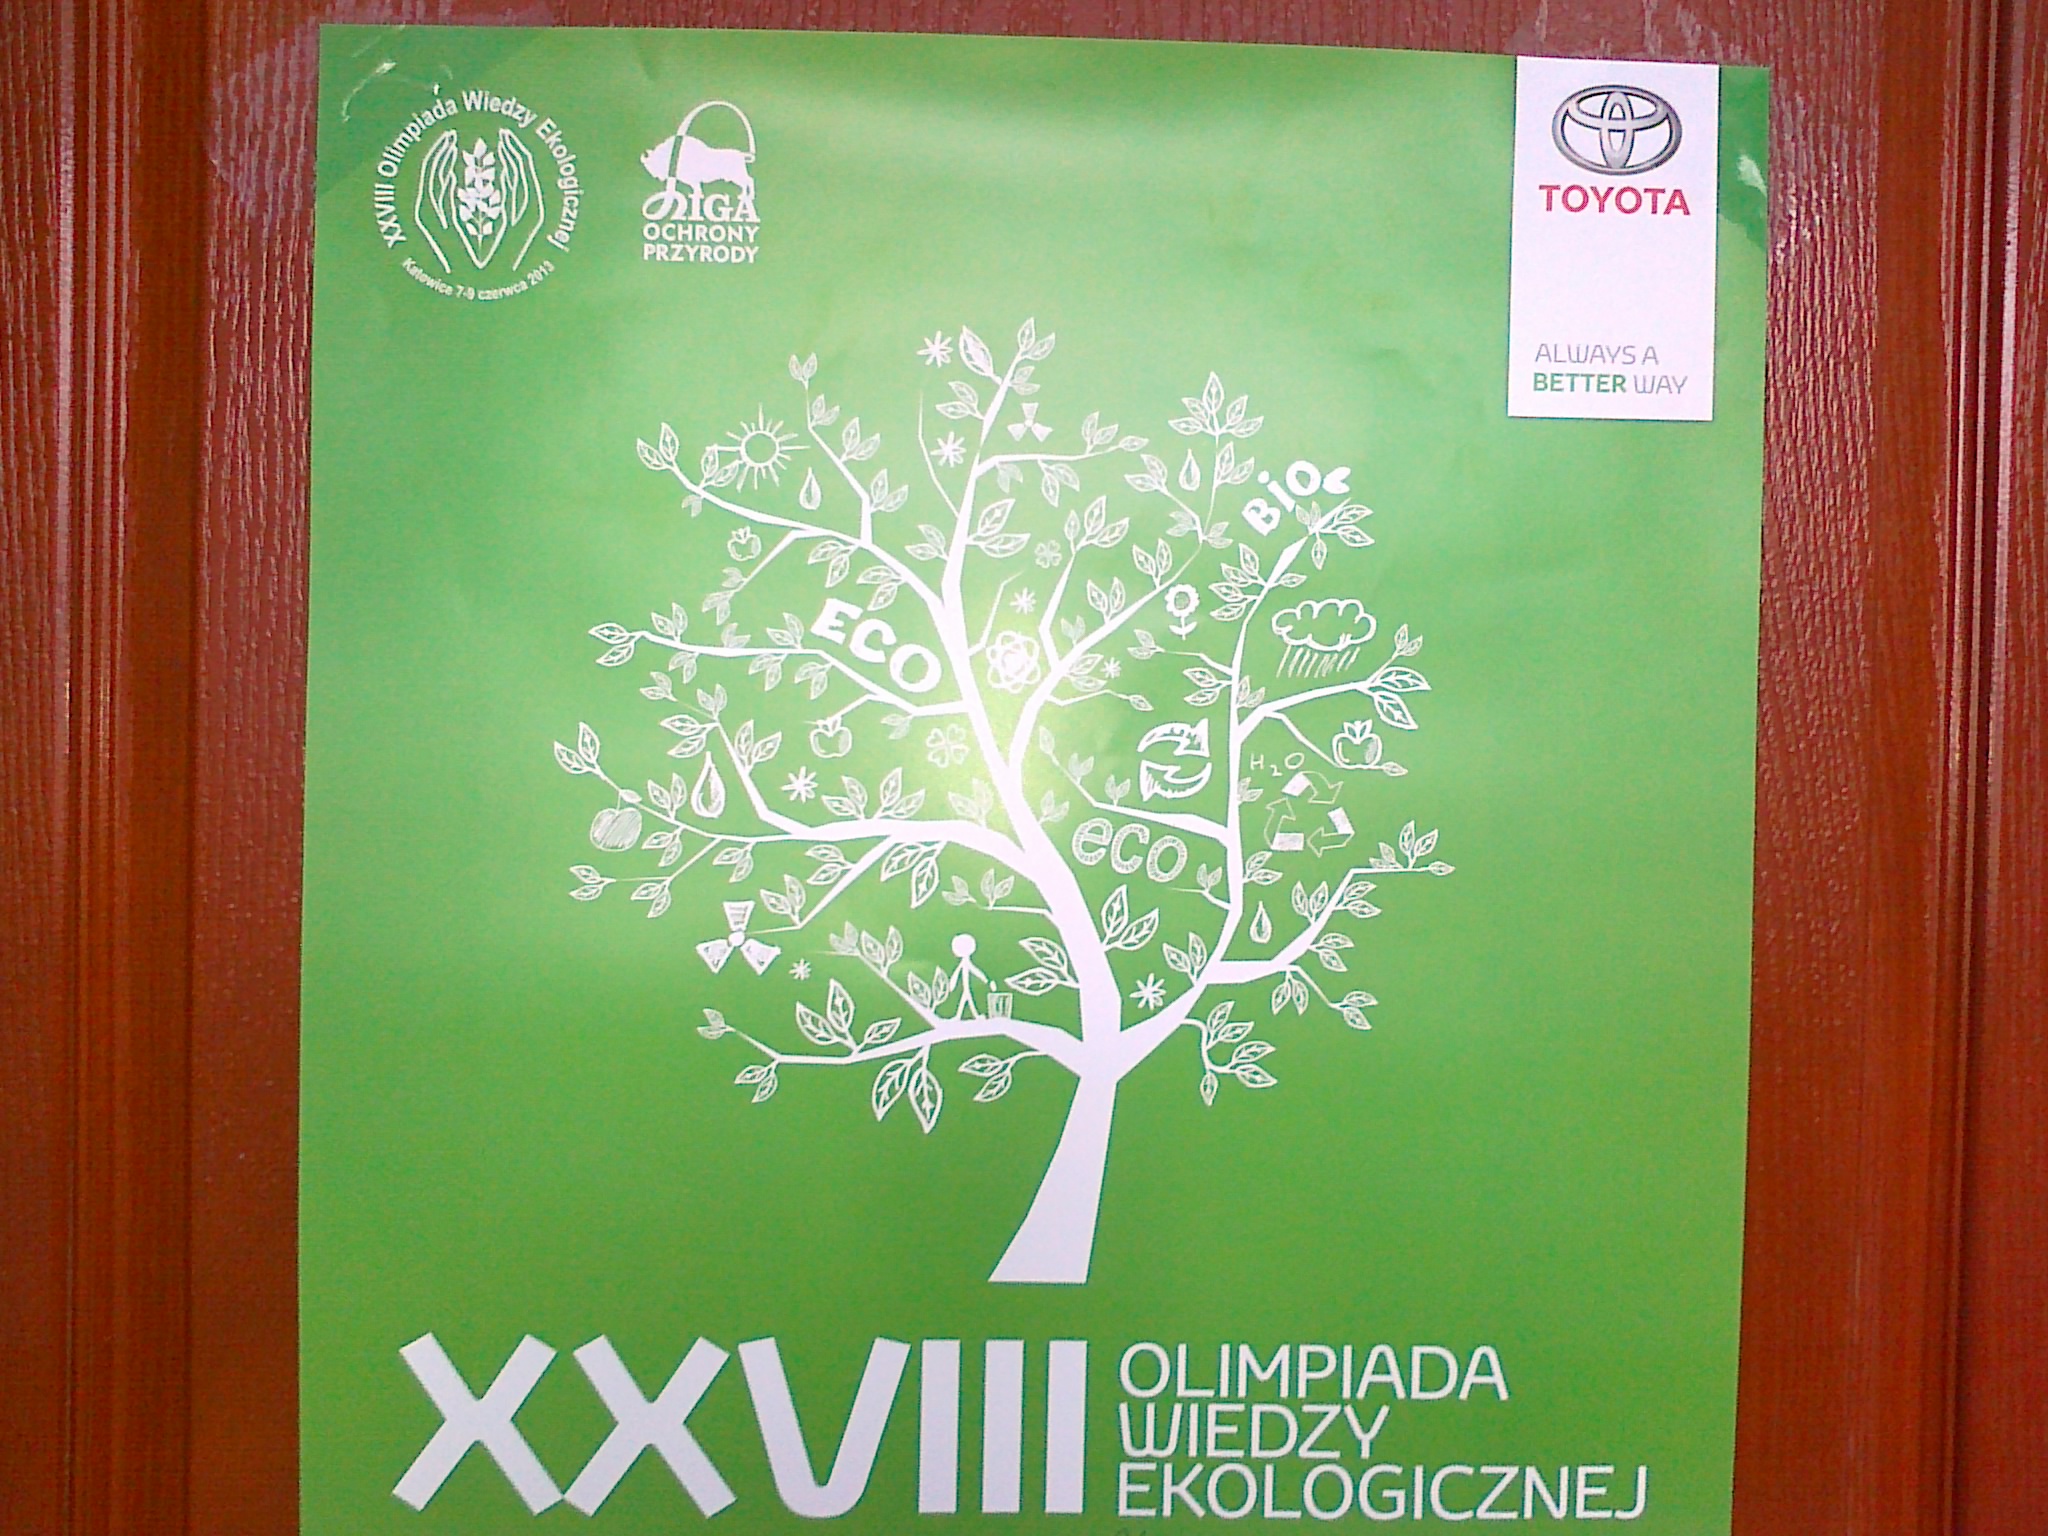 XXVIII Olimpiada Wiedzy Ekologicznej
Katowice 7-9 czerwca 2013
LIGA
OCHRONY
PRZYRODY
TOYOTA
ALWAYS A
BETTER WAY
BiO
ECO
H2O
eco
XXVIII
OLIMPIADA
WIEDZY
EKOLOGICZNEJ